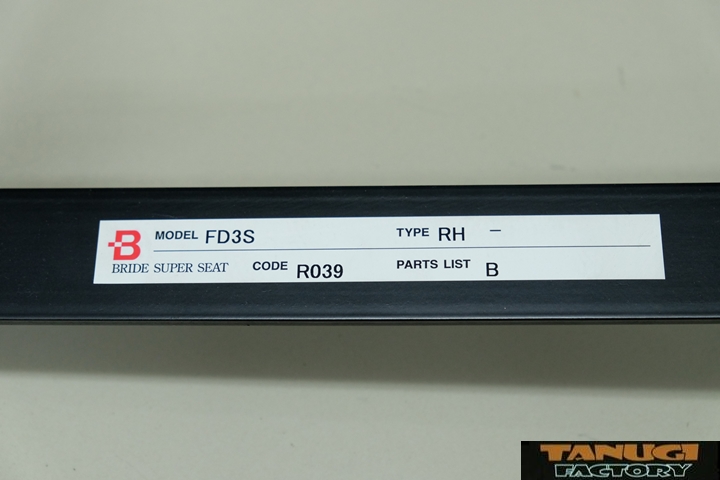 B MODEL FD3S TYPE RH -
BRIDE SUPER SEAT CODE R039 PARTS LIST B
TANUGI
FACTORY